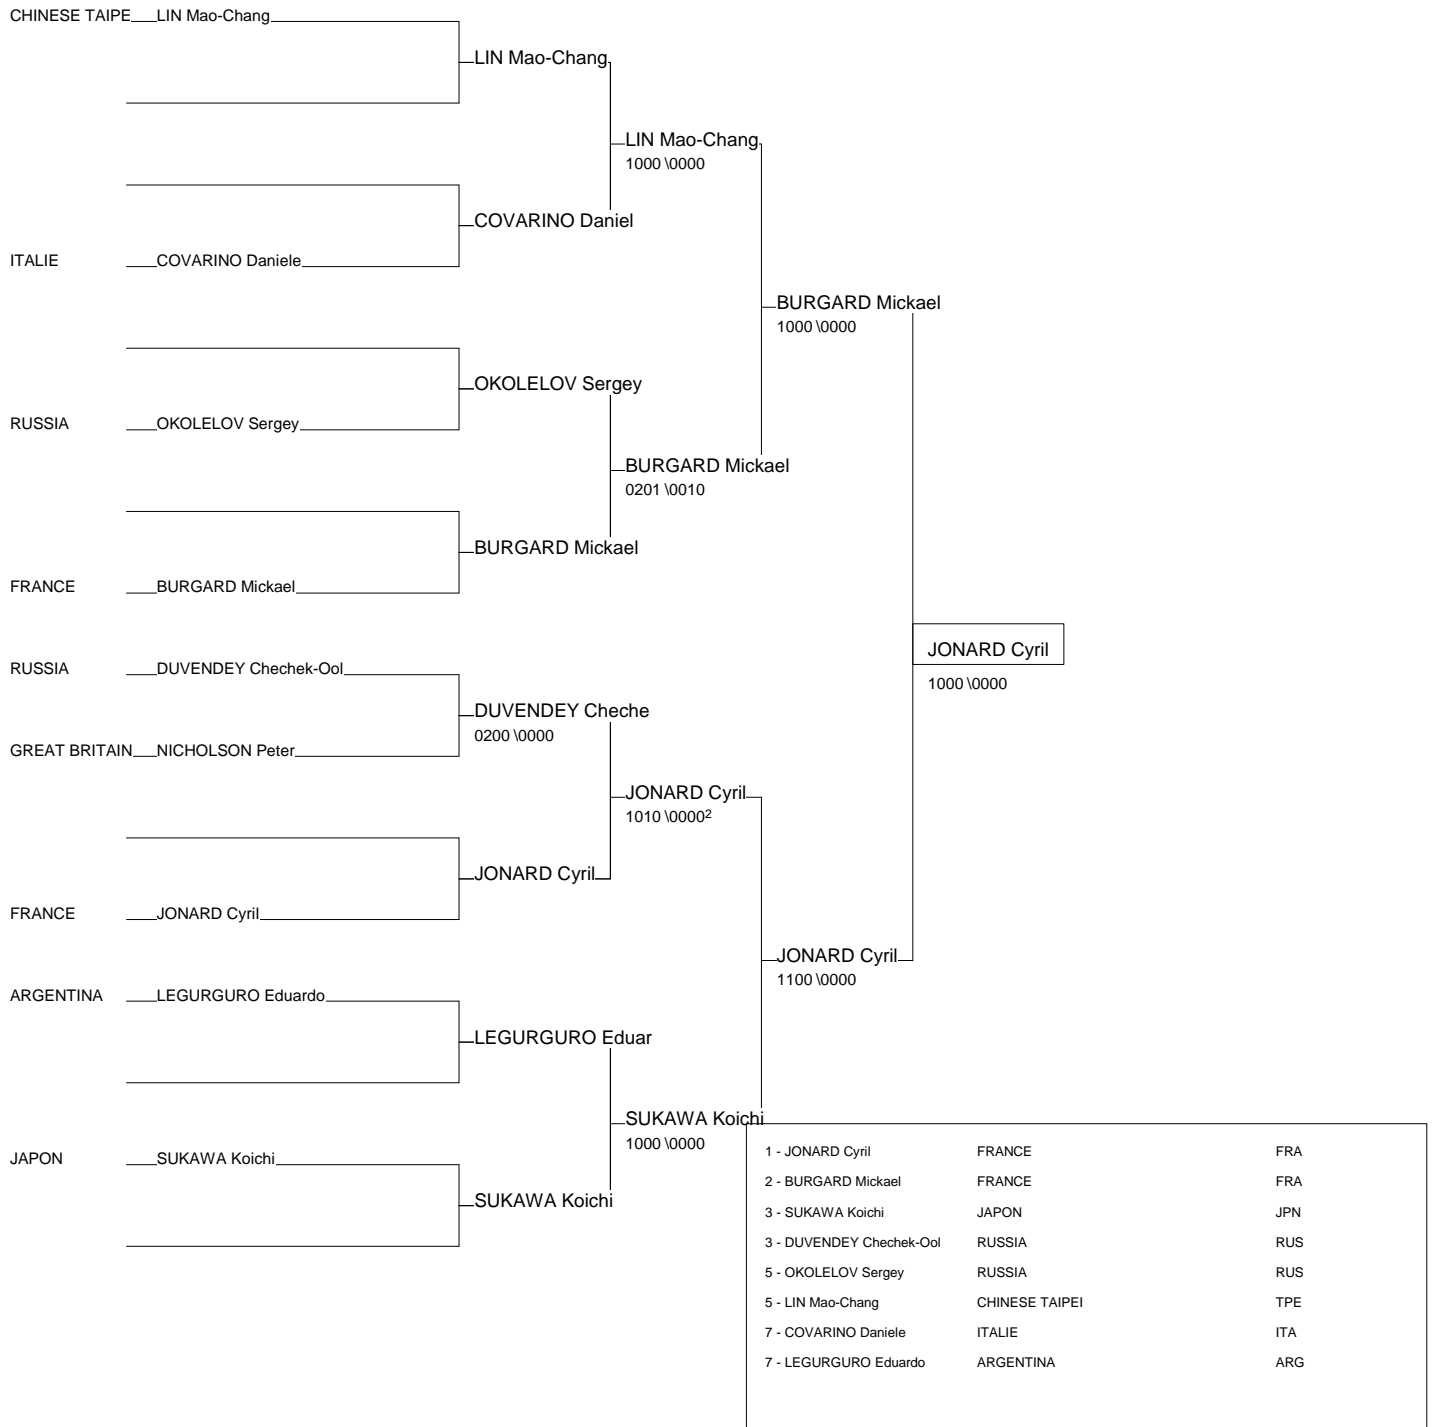 CHINESE TAIPE LIN Mao-Chang
LIN Mao-Chang
LIN Mao-Chang
1000 \0000
COVARINO Daniel
ITALIE COVARINO Daniele
BURGARD Mickael
1000 \0000
OKOLELOV Sergey
RUSSIA OKOLELOV Sergey
BURGARD Mickael
0201 \0010
BURGARD Mickael
FRANCE BURGARD Mickael
JONARD Cyril
1000 \0000
RUSSIA DUVENDEY Chechek-Ool
DUVENDEY Cheche
0200 \0000
GREAT BRITAIN NICHOLSON Peter
JONARD Cyril
1010 \0000²
JONARD Cyril
FRANCE JONARD Cyril
JONARD Cyril
1100 \0000
ARGENTINA LEGURGURO Eduardo
LEGURGURO Eduar
SUKAWA Koichi
1000 \0000
JAPON SUKAWA Koichi
SUKAWA Koichi
1 - JONARD Cyril FRANCE FRA
2 - BURGARD Mickael FRANCE FRA
3 - SUKAWA Koichi JAPON JPN
3 - DUVENDEY Chechek-Ool RUSSIA RUS
5 - OKOLELOV Sergey RUSSIA RUS
5 - LIN Mao-Chang CHINESE TAIPEI TPE
7 - COVARINO Daniele ITALIE ITA
7 - LEGURGURO Eduardo ARGENTINA ARG